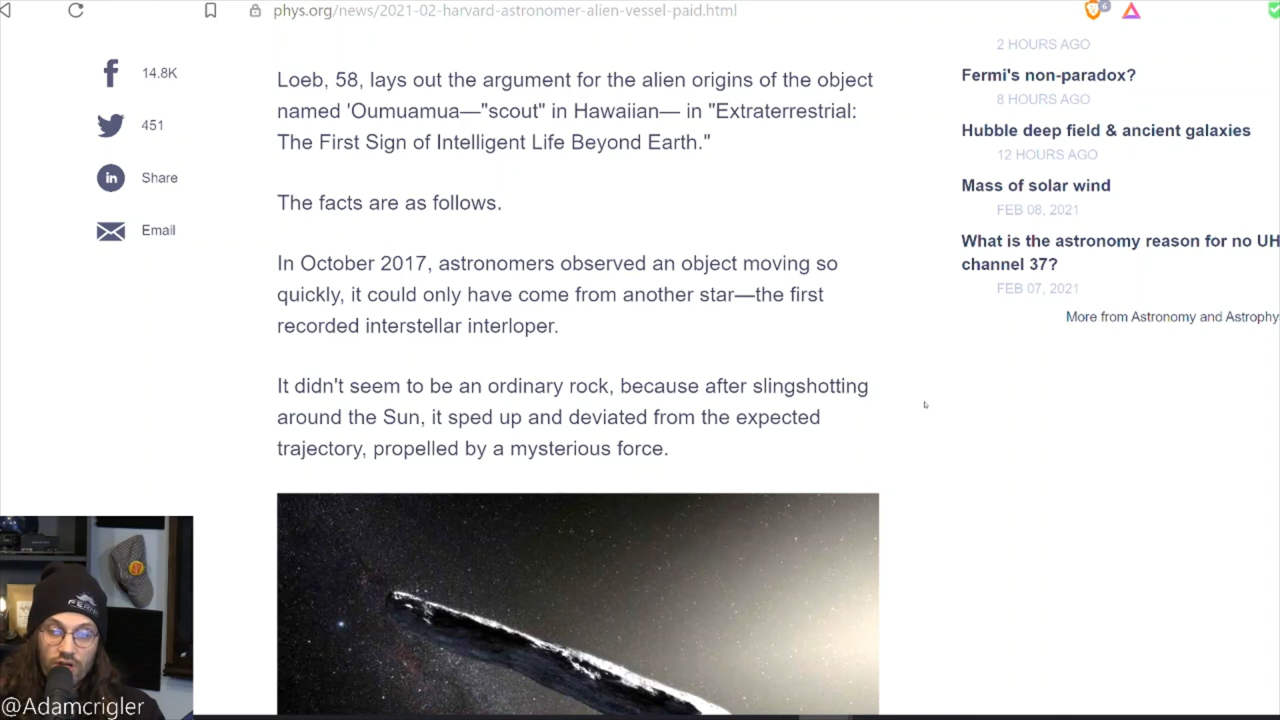 phys.org/news/2021-02-harvard-astronomer-alien-vessel-paid.html
6
14.8K
451
in
Share
Email
Loeb, 58, lays out the argument for the alien origins of the object
named 'Oumuamua—"scout" in Hawaiian— in "Extraterrestrial:
The First Sign of Intelligent Life Beyond Earth."
The facts are as follows.
In October 2017, astronomers observed an object moving so
quickly, it could only have come from another star—the first
recorded interstellar interloper.
It didn't seem to be an ordinary rock, because after slingshotting
around the Sun, it sped up and deviated from the expected
trajectory, propelled by a mysterious force.
2 HOURS AGO
Fermi's non-paradox?
8 HOURS AGO
Hubble deep field & ancient galaxies
12 HOURS AGO
Mass of solar wind
FEB 08, 2021
What is the astronomy reason for no UH
channel 37?
FEB 07, 2021
More from Astronomy and Astrophy
@Adamcrigler